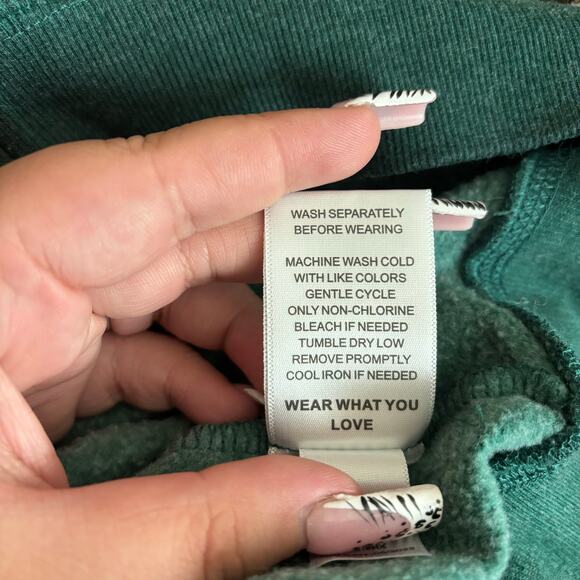 WASH SEPARATELY
BEFORE WEARING
MACHINE WASH COLD
WITH LIKE COLORS
GENTLE CYCLE
ONLY NON-CHLORINE
BLEACH IF NEEDED
TUMBLE DRY LOW
REMOVE PROMPTLY
COOL IRON IF NEEDED
WEAR WHAT YOU
LOVE